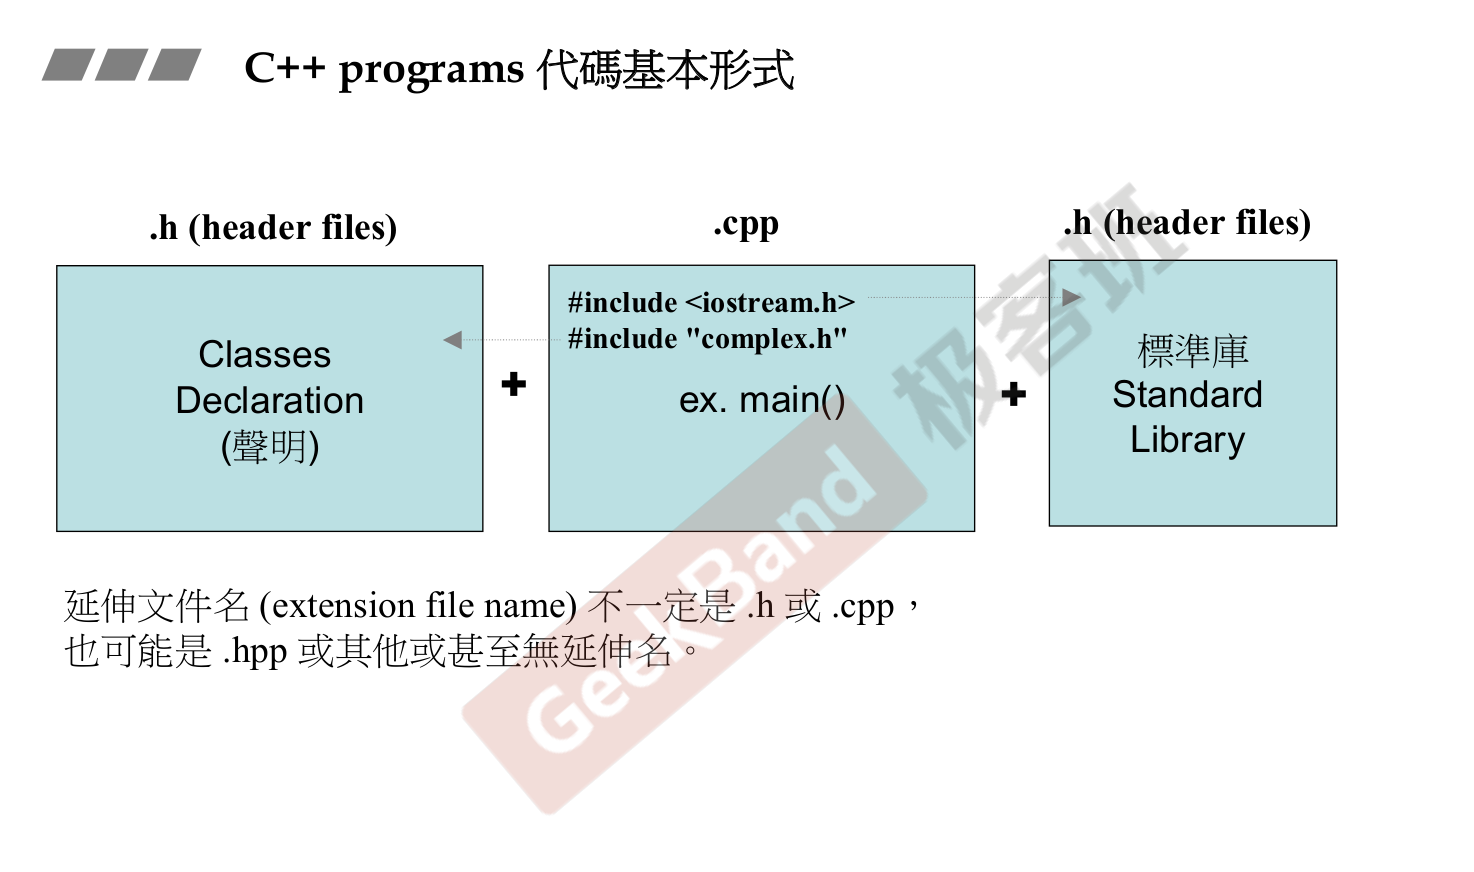 C++ programs 代碼基本形式
.h (header files)
Classes
Declaration
(聲明)
.cpp
#include <iostream.h>
#include "complex.h"
ex. main()
.h (header files)
標準庫
Standard
Library
延伸文件名 (extension file name) 不一定是 .h 或 .cpp，
也可能是 .hpp 或其他或甚至無延伸名。
GeekBand 极客班